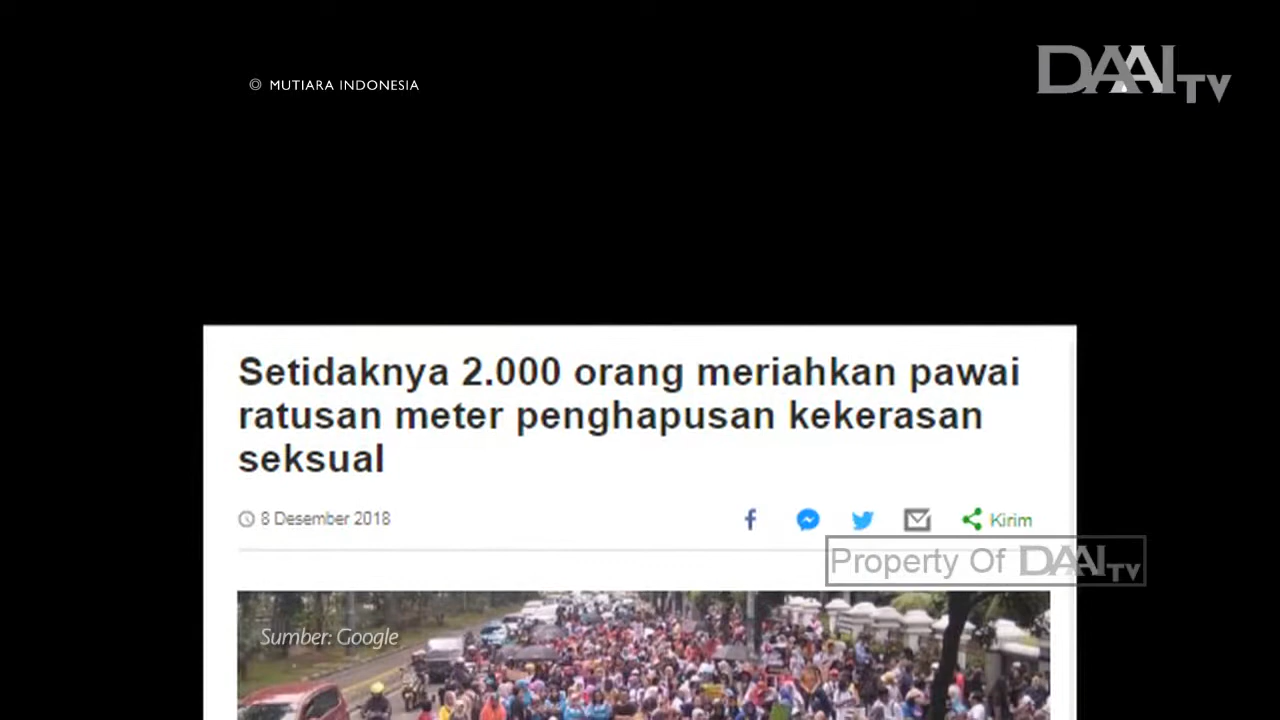 ◎ MUTIARA INDONESIA
DAAI TV
Setidaknya 2.000 orang meriahkan pawai
ratusan meter penghapusan kekerasan
seksual
8 Desember 2018
Kirim
Property Of DAAI TV
Sumber: Google